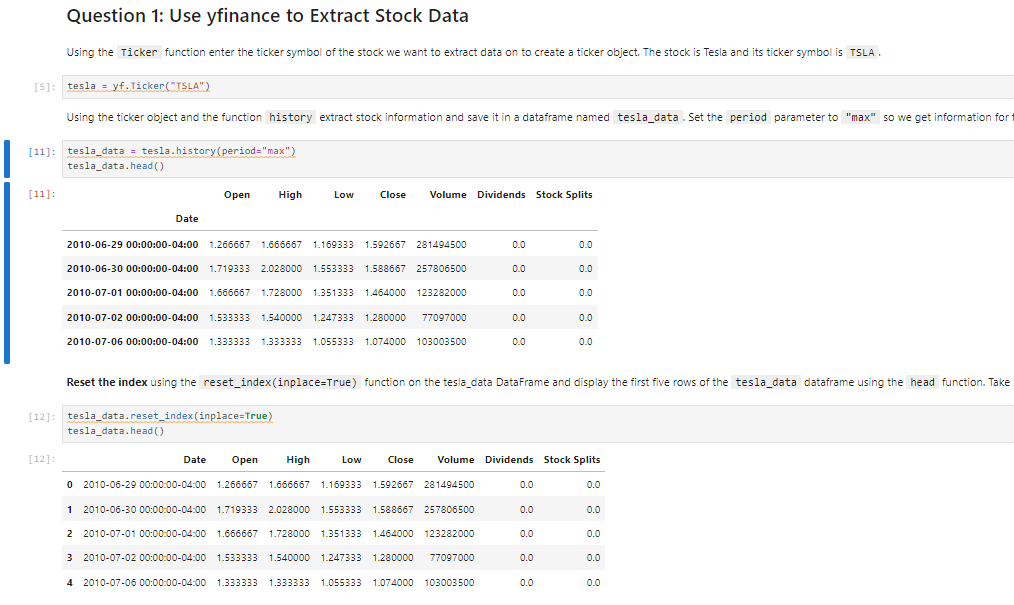 Question 1: Use yfinance to Extract Stock Data
Using the Ticker function enter the ticker symbol of the stock we want to extract data on to create a ticker object. The stock is Tesla and its ticker symbol is TSLA .
[5]: tesla = yf.Ticker("TSLA")
Using the ticker object and the function history extract stock information and save it in a dataframe named tesla_data . Set the period parameter to "max" so we get information for
[11]: tesla_data = tesla.history(period="max")
tesla_data.head()
[11]: Open High Low Close Volume Dividends Stock Splits
Date
2010-06-29 00:00:00-04:00 1.266667 1.666667 1.169333 1.592667 281494500 0.0 0.0
2010-06-30 00:00:00-04:00 1.719333 2.028000 1.553333 1.588667 257806500 0.0 0.0
2010-07-01 00:00:00-04:00 1.666667 1.728000 1.351333 1.464000 123282000 0.0 0.0
2010-07-02 00:00:00-04:00 1.533333 1.540000 1.247333 1.280000 77097000 0.0 0.0
2010-07-06 00:00:00-04:00 1.333333 1.333333 1.055333 1.074000 103003500 0.0 0.0
Reset the index using the reset_index(inplace=True) function on the tesla_data DataFrame and display the first five rows of the tesla_data dataframe using the head function. Take
[12]: tesla_data.reset_index(inplace=True)
tesla_data.head()
[12]: Date Open High Low Close Volume Dividends Stock Splits
0 2010-06-29 00:00:00-04:00 1.266667 1.666667 1.169333 1.592667 281494500 0.0 0.0
1 2010-06-30 00:00:00-04:00 1.719333 2.028000 1.553333 1.588667 257806500 0.0 0.0
2 2010-07-01 00:00:00-04:00 1.666667 1.728000 1.351333 1.464000 123282000 0.0 0.0
3 2010-07-02 00:00:00-04:00 1.533333 1.540000 1.247333 1.280000 77097000 0.0 0.0
4 2010-07-06 00:00:00-04:00 1.333333 1.333333 1.055333 1.074000 103003500 0.0 0.0